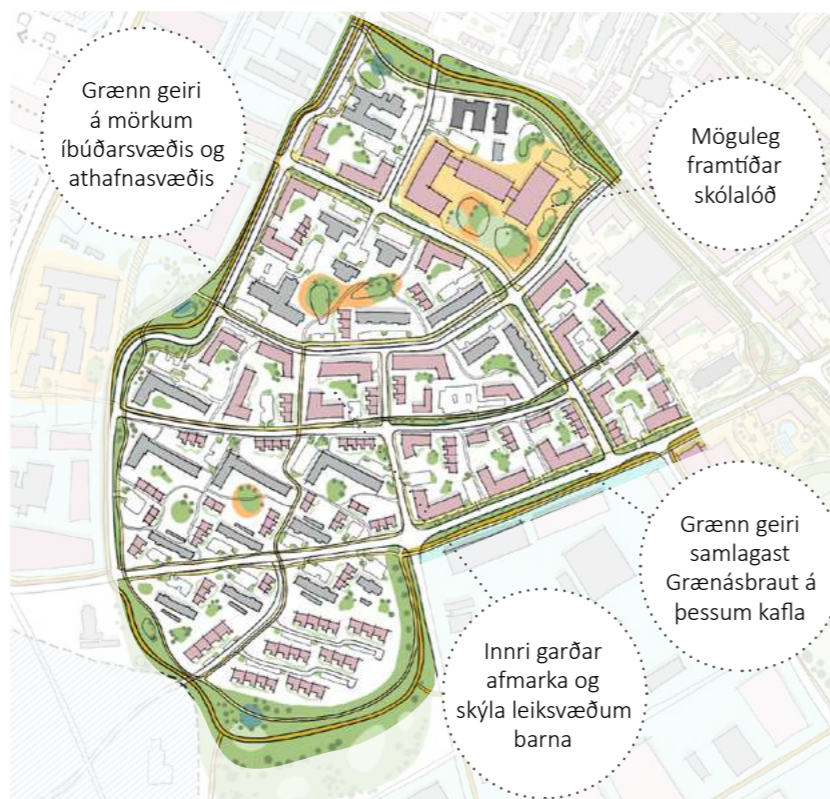 Grænn geiri
á mörkum
íbúðarsvæðis og
athafnasvæðis
Möguleg
framtíðar
skólalóð
Grænn geiri
samlagast
Grænásbraut á
þessum kafla
Innri garðar
afmarka og
skýla leiksvæðum
barna